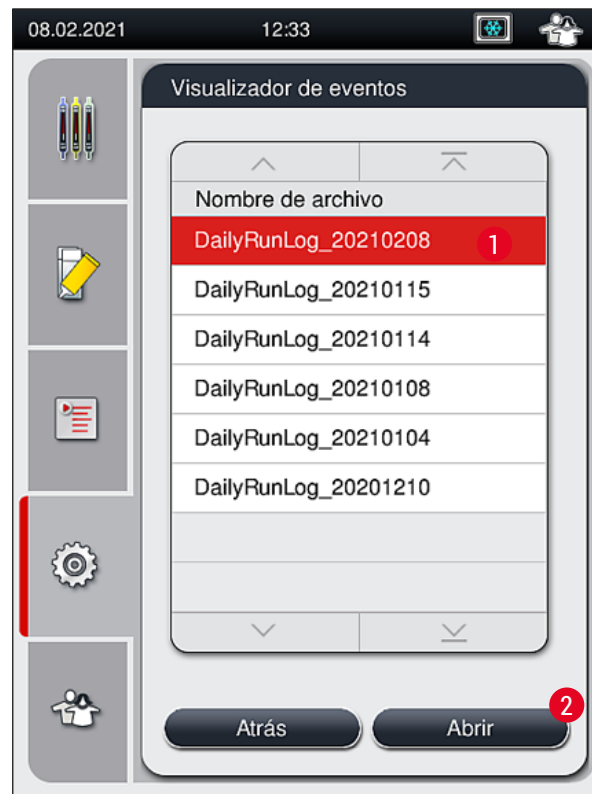 08.02.2021 12:33
Visualizador de eventos
Nombre de archivo
DailyRunLog_20210208 1
DailyRunLog_20210115
DailyRunLog_20210114
DailyRunLog_20210108
DailyRunLog_20210104
DailyRunLog_20201210
2
Atrás Abrir